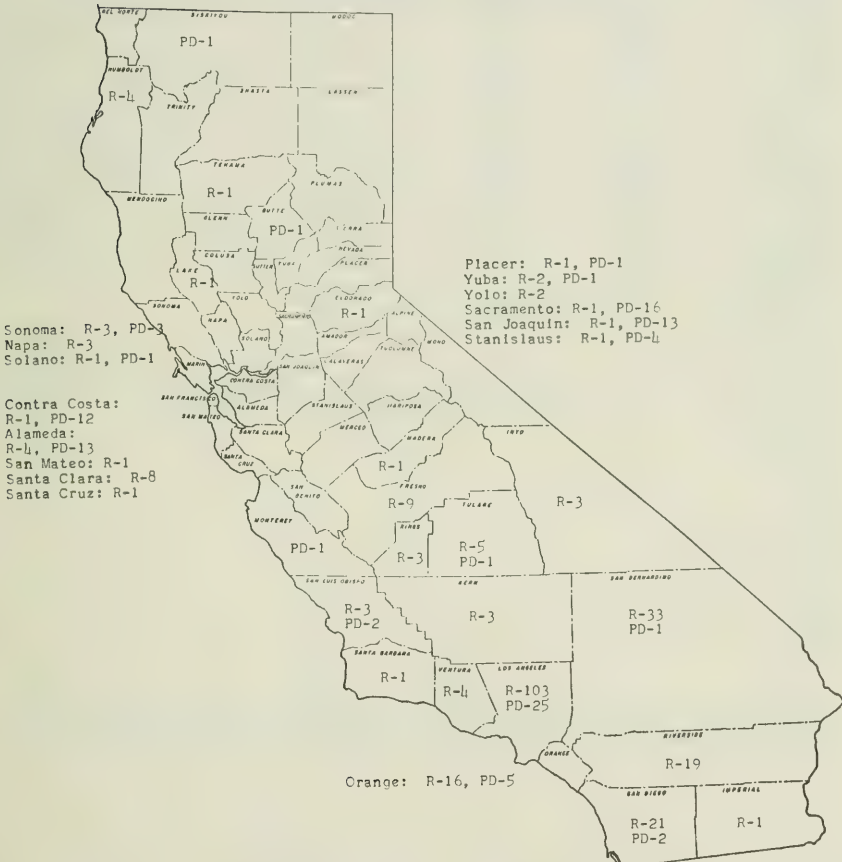 DEL NORTE
SISKIYOU
MODOC
PD-1
HUMBOLDT
R-4
TRINITY
SHASTA
LASSEN
TEHAMA
R-1
PLUMAS
MENDOCINO
GLENN
BUTTE
PD-1
SIERRA
COLUSA
NEVADA
LAKE
R-1
SUTTER
YUBA
PLACER
Placer: R-1, PD-1
Yuba: R-2, PD-1
Yolo: R-2
Sacramento: R-1, PD-16
San Joaquin: R-1, PD-13
Stanislaus: R-1, PD-4
SONOMA
NAPA
YOLO
SACRAMENTO
ELDORADO
R-1
ALPINE
Sonoma: R-3, PD-3
Napa: R-3
Solano: R-1, PD-1
SOLANO
AMADOR
MONO
MARIN
CONTRA COSTA
SAN JOAQUIN
CALAVERAS
TUOLUMNE
SAN FRANCISCO
ALAMEDA
SAN MATEO
STANISLAUS
MARIPOSA
Contra Costa:
R-1, PD-12
Alameda:
R-4, PD-13
San Mateo: R-1
Santa Clara: R-8
Santa Cruz: R-1
SANTA CLARA
MERCED
MADERA
INYO
SANTA CRUZ
R-1
SAN BENITO
FRESNO
R-9
TULARE
R-3
MONTEREY
PD-1
KINGS
R-3
R-5
PD-1
SAN LUIS OBISPO
KERN
SAN BERNARDINO
R-3
PD-2
R-3
R-33
PD-1
SANTA BARBARA
R-1
VENTURA
R-4
LOS ANGELES
R-103
PD-25
ORANGE
RIVERSIDE
R-19
Orange: R-16, PD-5
SAN DIEGO
R-21
PD-2
IMPERIAL
R-1